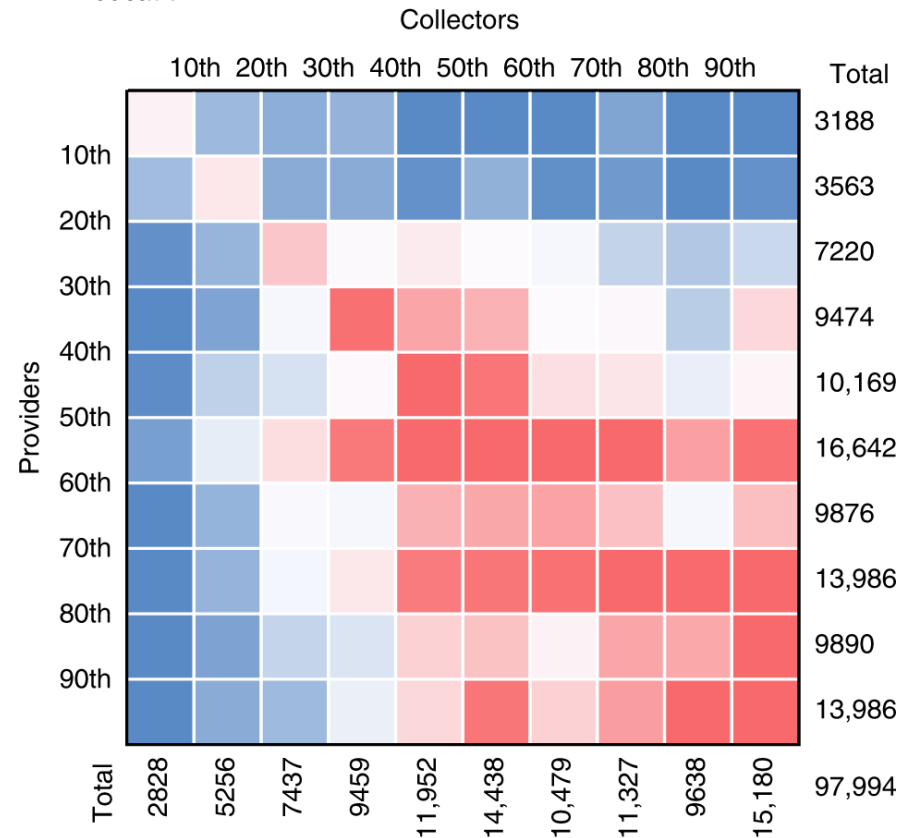 Collectors
10th 20th 30th 40th 50th 60th 70th 80th 90th
Total
3188
10th
3563
20th
7220
30th
9474
40th
10,169
50th
16,642
60th
9876
70th
13,986
80th
9890
90th
13,986
Providers
Total 2828 5256 7437 9459 11,952 14,438 10,479 11,327 9638 15,180 97,994